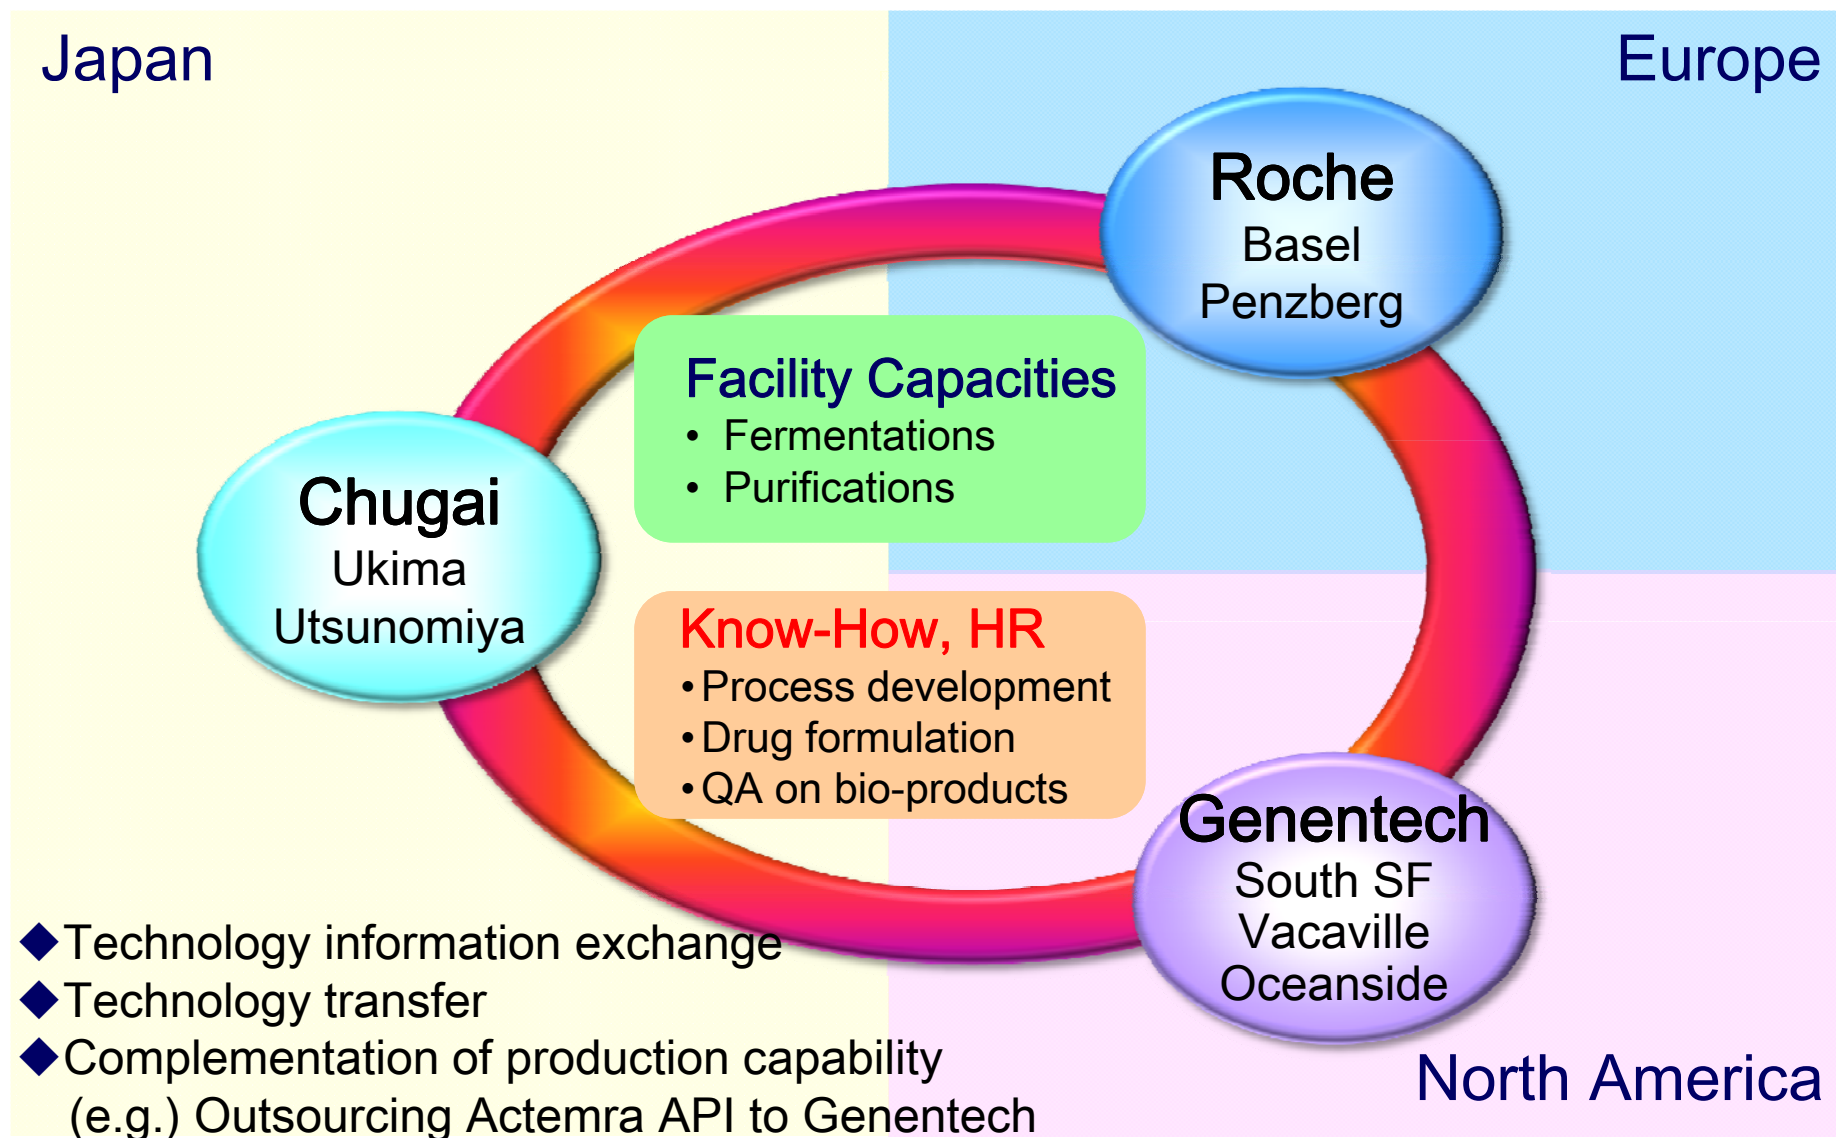 Japan
Europe
Roche
Basel
Penzberg
Facility Capacities
• Fermentations
• Purifications
Chugai
Ukima
Utsunomiya
Know-How, HR
•Process development
•Drug formulation
•QA on bio-products
Genentech
South SF
Vacaville
Oceanside
◆Technology information exchange
◆Technology transfer
◆Complementation of production capability
(e.g.) Outsourcing Actemra API to Genentech
North America